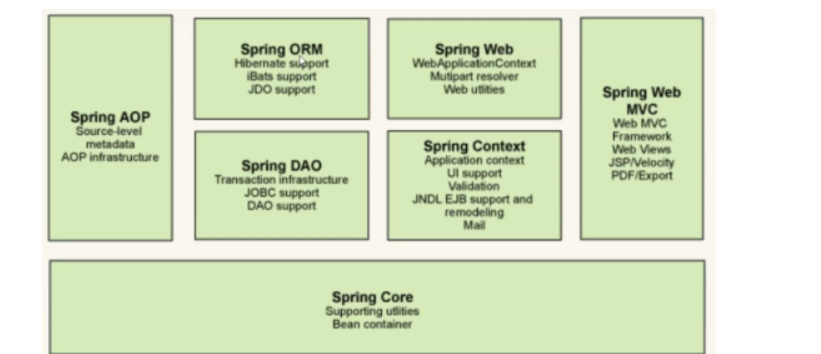 Spring AOP
Source-level
metadata
AOP infrastructure
Spring ORM
Hibernate support
iBats support
JDO support
Spring DAO
Transaction infrastructure
JOBC support
DAO support
Spring Web
WebApplicationContext
Mutipart resolver
Web utlities
Spring Context
Application context
UI support
Validation
JNDL EJB support and
remodeling
Mail
Spring Web
MVC
Web MVC
Framework
Web Views
JSP/Velocity
PDF/Export
Spring Core
Supporting utlities
Bean container